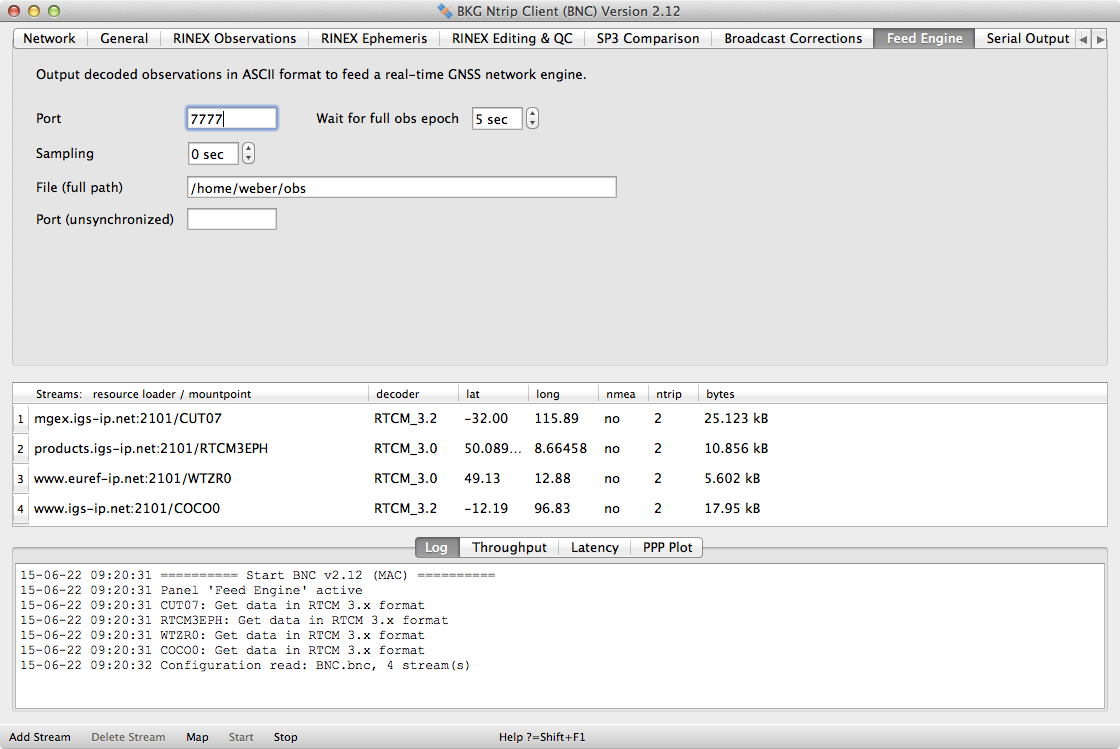 BKG Ntrip Client (BNC) Version 2.12
Network General RINEX Observations RINEX Ephemeris RINEX Editing & QC SP3 Comparison Broadcast Corrections Feed Engine Serial Output
Output decoded observations in ASCII format to feed a real-time GNSS network engine.
Port 7777 Wait for full obs epoch 5 sec
Sampling 0 sec
File (full path) /home/weber/obs
Port (unsynchronized)
Streams: resource loader / mountpoint decoder lat long nmea ntrip bytes
1 mgex.igs-ip.net:2101/CUT07 RTCM_3.2 -32.00 115.89 no 2 25.123 kB
2 products.igs-ip.net:2101/RTCM3EPH RTCM_3.0 50.089... 8.66458 no 2 10.856 kB
3 www.euref-ip.net:2101/WTZR0 RTCM_3.0 49.13 12.88 no 2 5.602 kB
4 www.igs-ip.net:2101/COCO0 RTCM_3.2 -12.19 96.83 no 2 17.95 kB
Log Throughput Latency PPP Plot
15-06-22 09:20:31 ========== Start BNC v2.12 (MAC) ==========
15-06-22 09:20:31 Panel 'Feed Engine' active
15-06-22 09:20:31 CUT07: Get data in RTCM 3.x format
15-06-22 09:20:31 RTCM3EPH: Get data in RTCM 3.x format
15-06-22 09:20:31 WTZR0: Get data in RTCM 3.x format
15-06-22 09:20:31 COCO0: Get data in RTCM 3.x format
15-06-22 09:20:32 Configuration read: BNC.bnc, 4 stream(s)
Add Stream Delete Stream Map Start Stop Help ?=Shift+F1